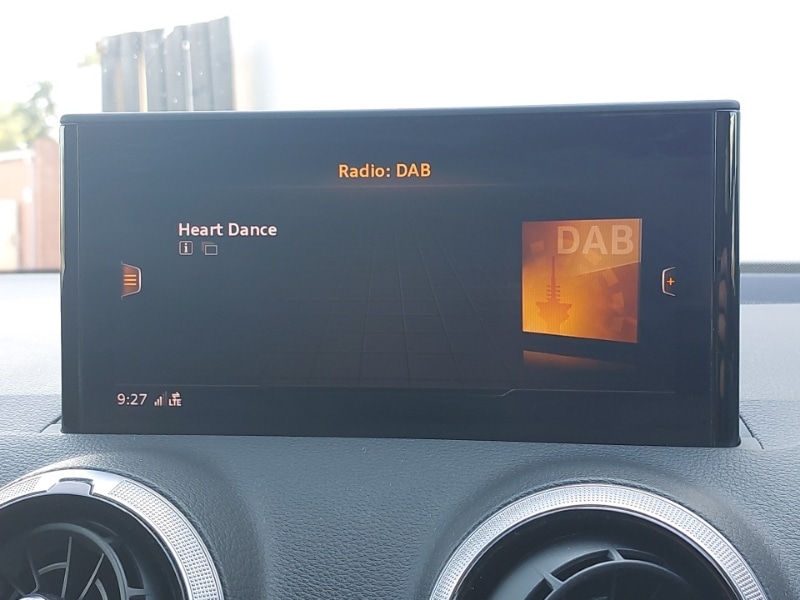 Radio: DAB
Heart Dance
DAB
9:27 LTE